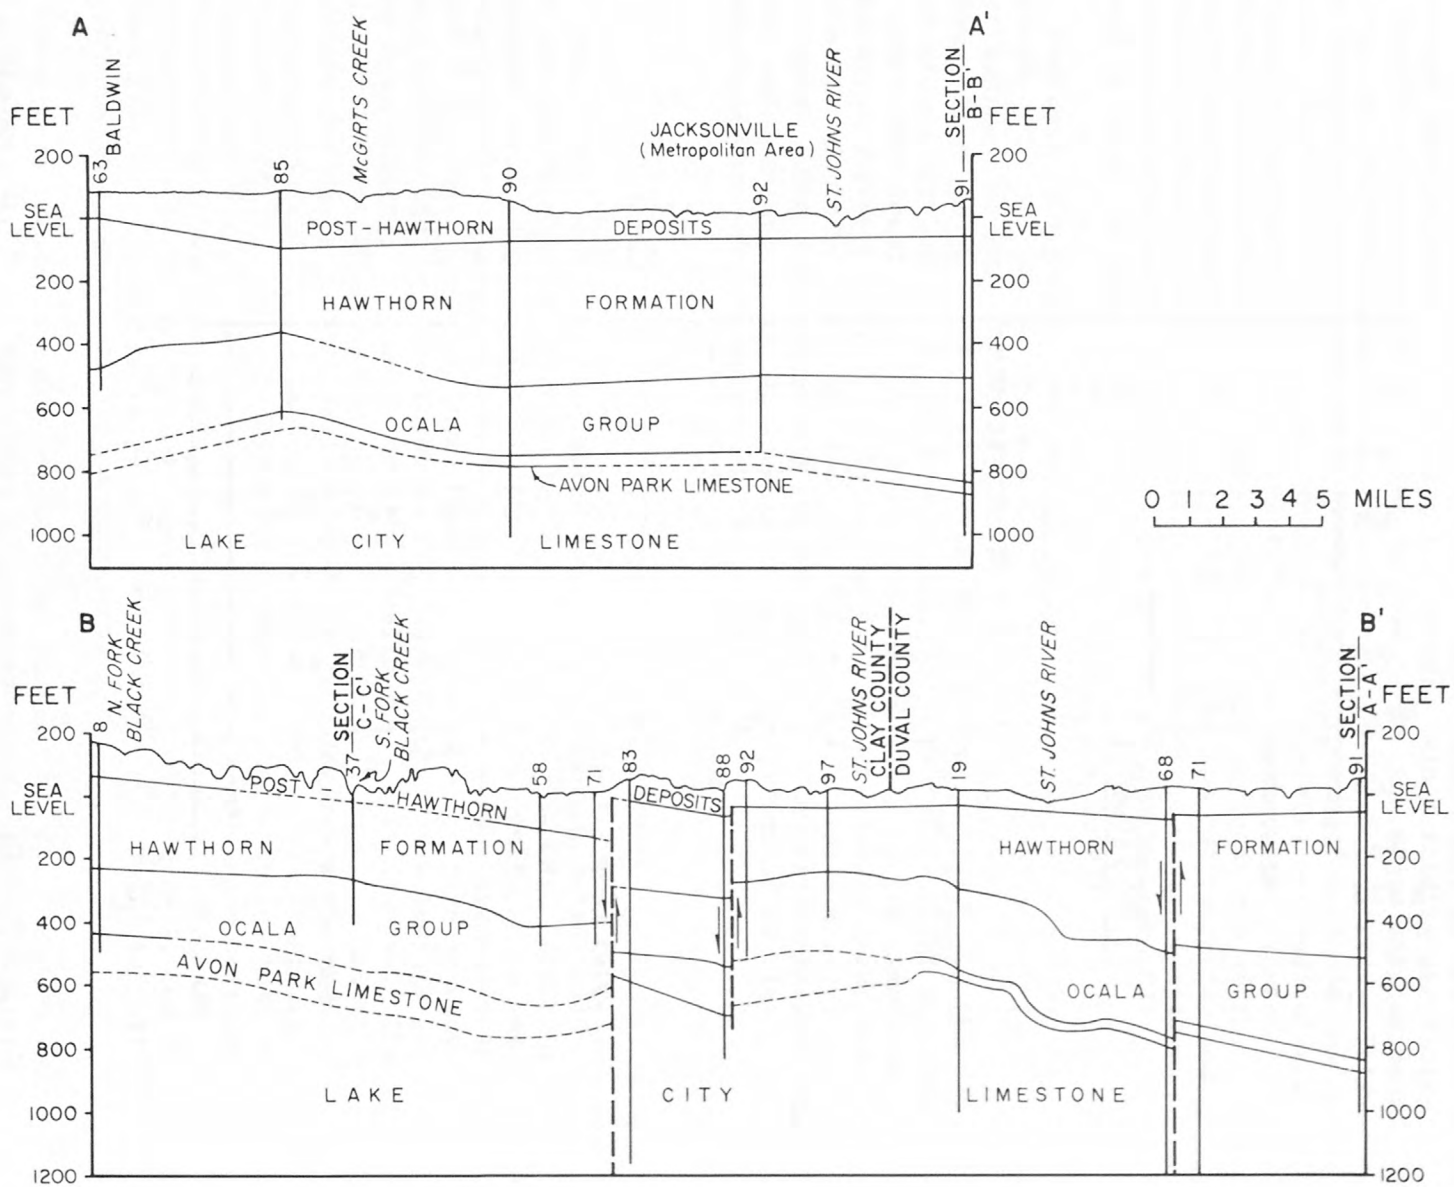 A
A'
McGIRTS CREEK
BALDWIN
ST. JOHNS RIVER
SECTION
B-B'
FEET
FEET
JACKSONVILLE
(Metropolitan Area)
200
63
85
90
92
91
200
SEA
LEVEL
POST-HAWTHORN
DEPOSITS
SEA
LEVEL
200
HAWTHORN
FORMATION
200
400
400
600
OCALA
GROUP
600
800
AVON PARK LIMESTONE
800
1000
LAKE
CITY
LIMESTONE
1000
0 1 2 3 4 5 MILES
B
B'
N. FORK
BLACK CREEK
SECTION
C-C'
S. FORK
BLACK CREEK
ST. JOHNS RIVER
CLAY COUNTY
DUVAL COUNTY
ST. JOHNS RIVER
SECTION
A-A'
FEET
FEET
200
8
37
58
71
83
88
92
97
19
68
71
91
200
SEA
LEVEL
POST-
HAWTHORN
DEPOSITS
SEA
LEVEL
HAWTHORN
FORMATION
HAWTHORN
FORMATION
200
200
400
OCALA
GROUP
400
AVON PARK LIMESTONE
600
OCALA
GROUP
600
800
800
LAKE
CITY
LIMESTONE
1000
1000
1200
1200